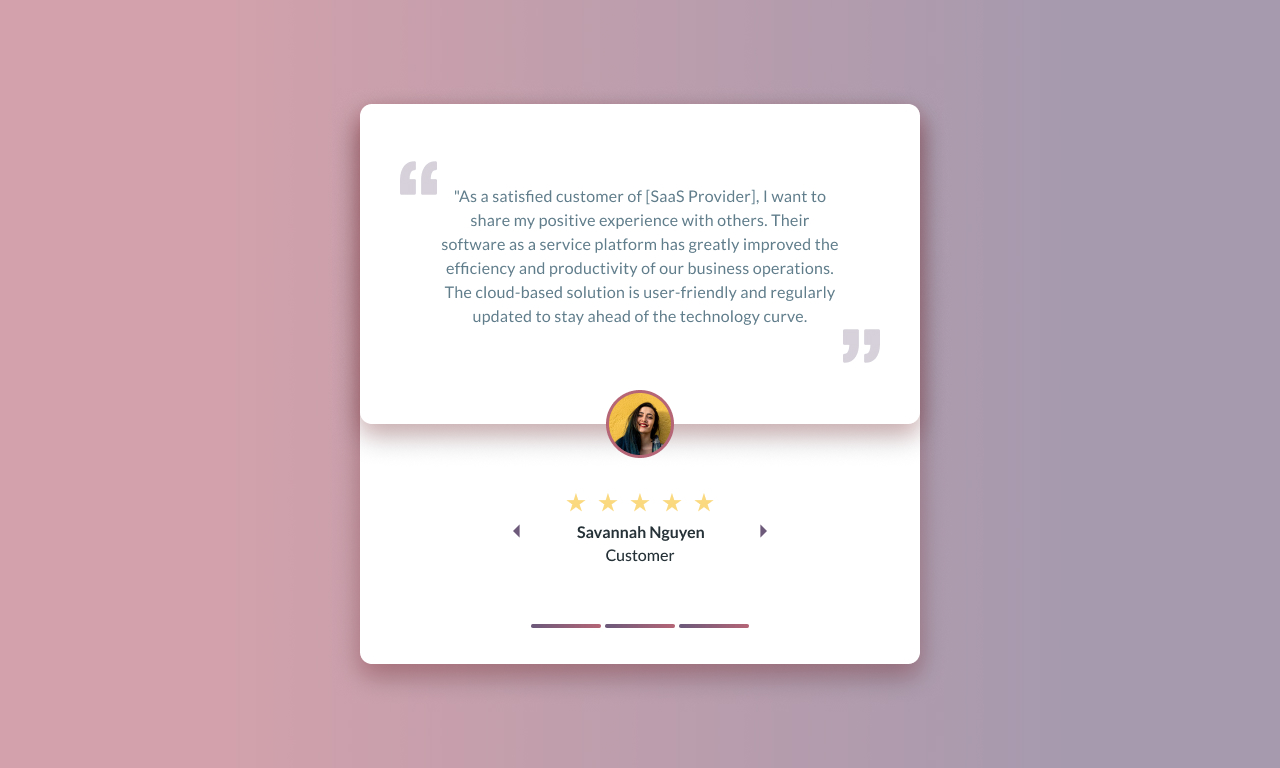 "As a satisfied customer of [SaaS Provider], I want to
share my positive experience with others. Their
software as a service platform has greatly improved the
efficiency and productivity of our business operations.
The cloud-based solution is user-friendly and regularly
updated to stay ahead of the technology curve.
Savannah Nguyen
Customer